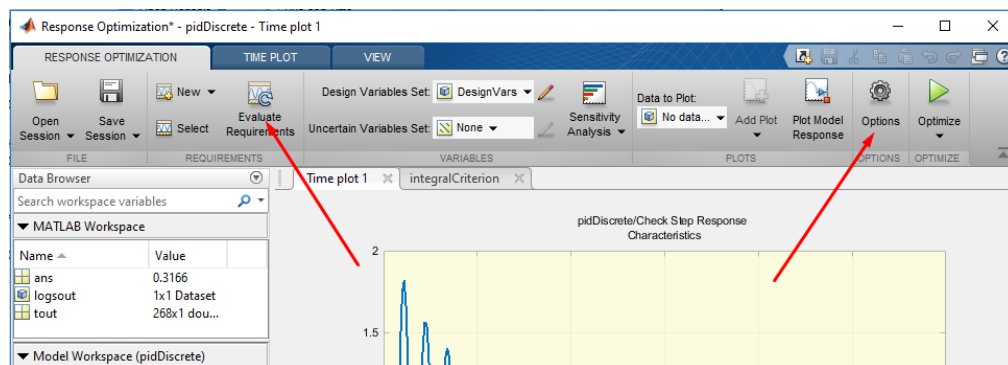 Response Optimization* - pidDiscrete - Time plot 1
RESPONSE OPTIMIZATION TIME PLOT VIEW
Open Session
Save Session
New
Select
Evaluate Requirements
Design Variables Set: DesignVars
Uncertain Variables Set: None
Sensitivity Analysis
Data to Plot:
No data...
Add Plot
Plot Model Response
Options
Optimize
FILE REQUIREMENTS VARIABLES PLOTS OPTIONS OPTIMIZE
Data Browser
Time plot 1 integralCriterion
Search workspace variables
MATLAB Workspace
Name Value
ans 0.3166
logsout 1x1 Dataset
tout 268x1 dou...
Model Workspace (pidDiscrete)
pidDiscrete/Check Step Response
Characteristics
2
1.5